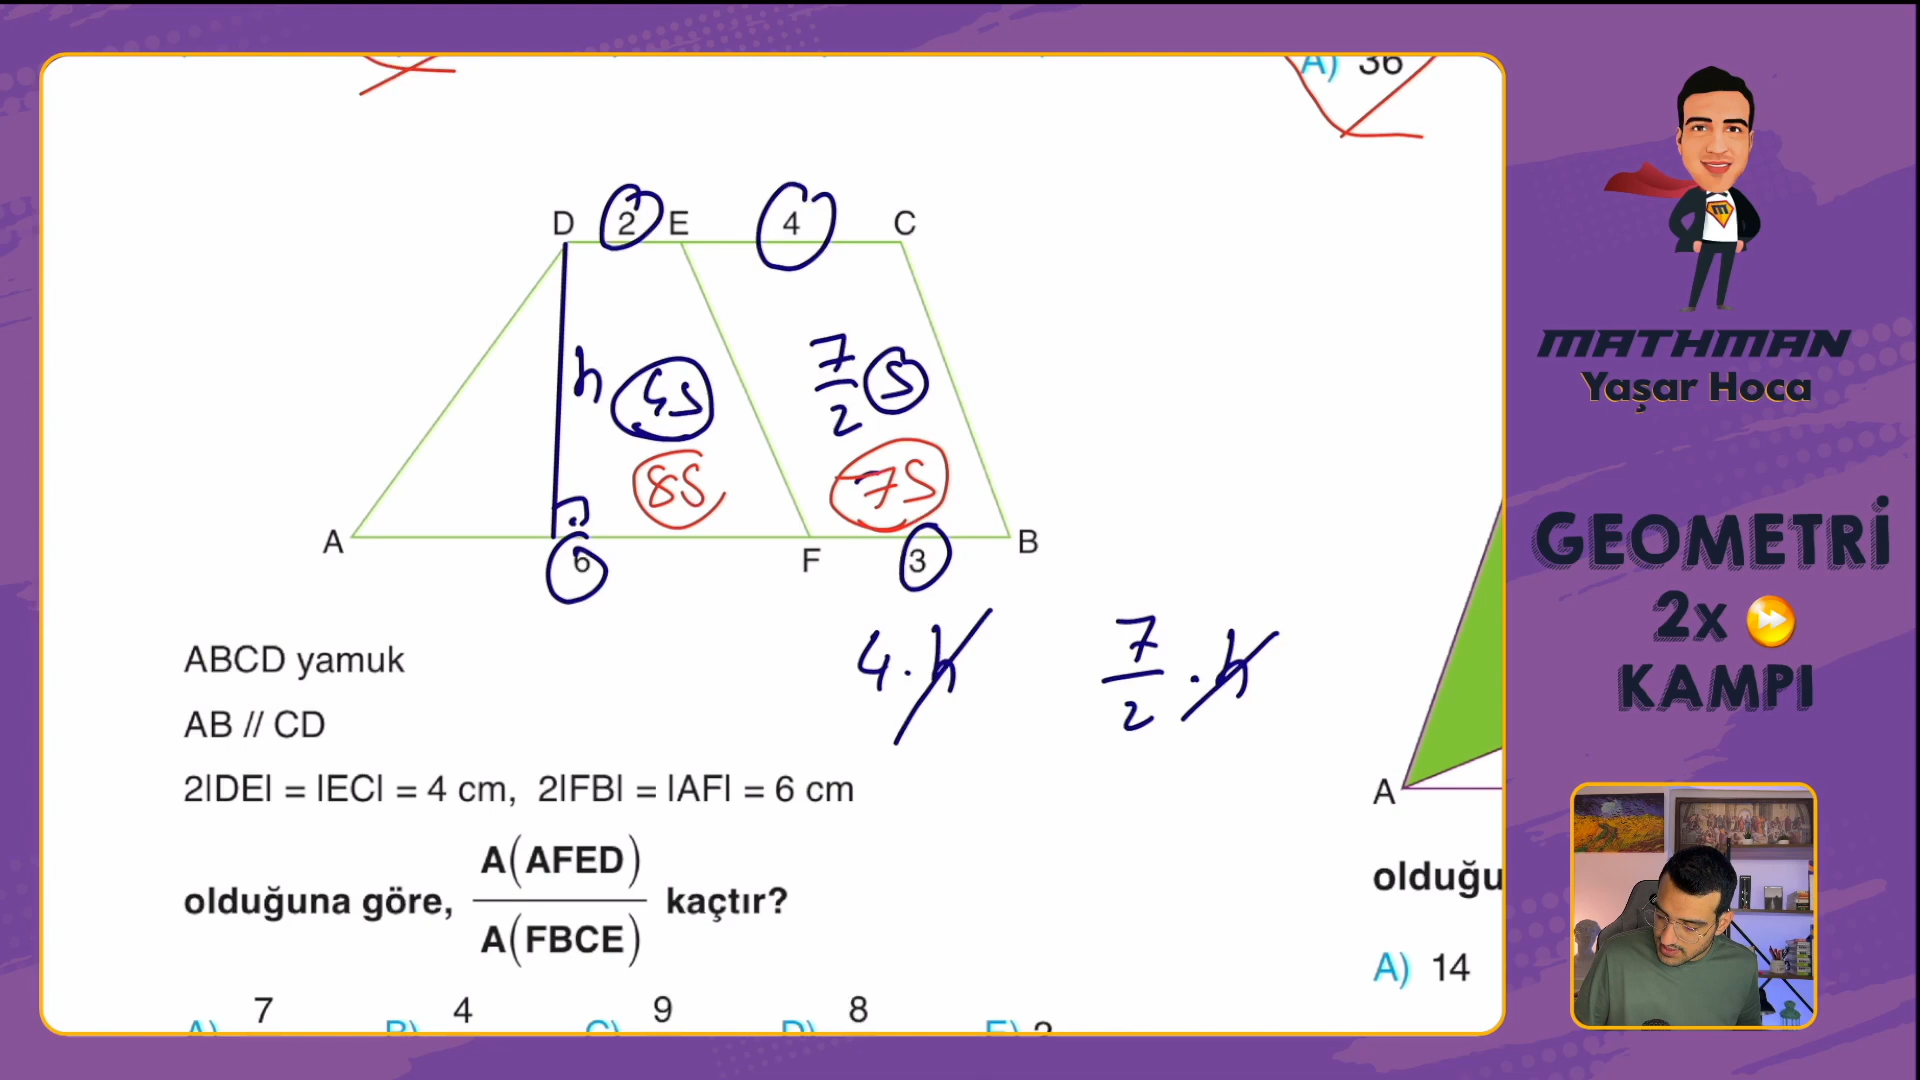 A) 36
D 2 E 4 C
h 4S 7/2 S
8S 7S
A 6 F 3 B
4 . h 7/2 . h
ABCD yamuk
AB // CD
2|DE| = |EC| = 4 cm, 2|FB| = |AF| = 6 cm
olduğuna göre, A(AFED) / A(FBCE) kaçtır?
7 4 9 8
A) B) C) D) E)
A
olduğu
A) 14
MATHMAN
Yaşar Hoca
GEOMETRİ
2x
KAMPI